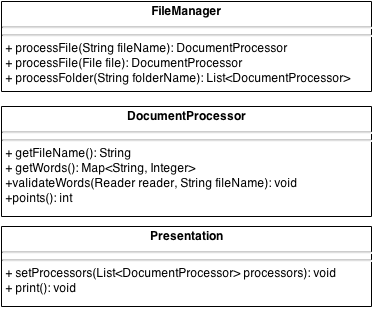 FileManager
+ processFile(String fileName): DocumentProcessor
+ processFile(File file): DocumentProcessor
+ processFolder(String folderName): List<DocumentProcessor>
DocumentProcessor
+ getFileName(): String
+ getWords(): Map<String, Integer>
+validateWords(Reader reader, String fileName): void
+points(): int
Presentation
+ setProcessors(List<DocumentProcessor> processors): void
+ print(): void